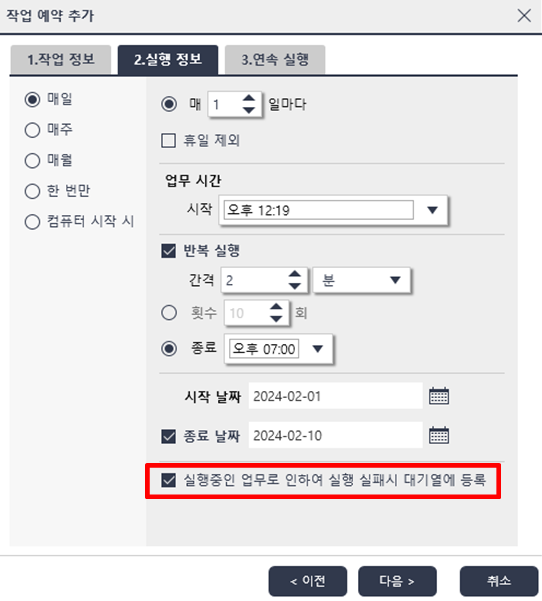 작업 예약 추가
1.작업 정보 2.실행 정보 3.연속 실행
매일
매주
매월
한 번만
컴퓨터 시작 시
매 1 일마다
휴일 제외
업무 시간
시작 오후 12:19
반복 실행
간격 2 분
횟수 10 회
종료 오후 07:00
시작 날짜 2024-02-01
종료 날짜 2024-02-10
실행중인 업무로 인하여 실행 실패시 대기열에 등록
< 이전 다음 > 취소